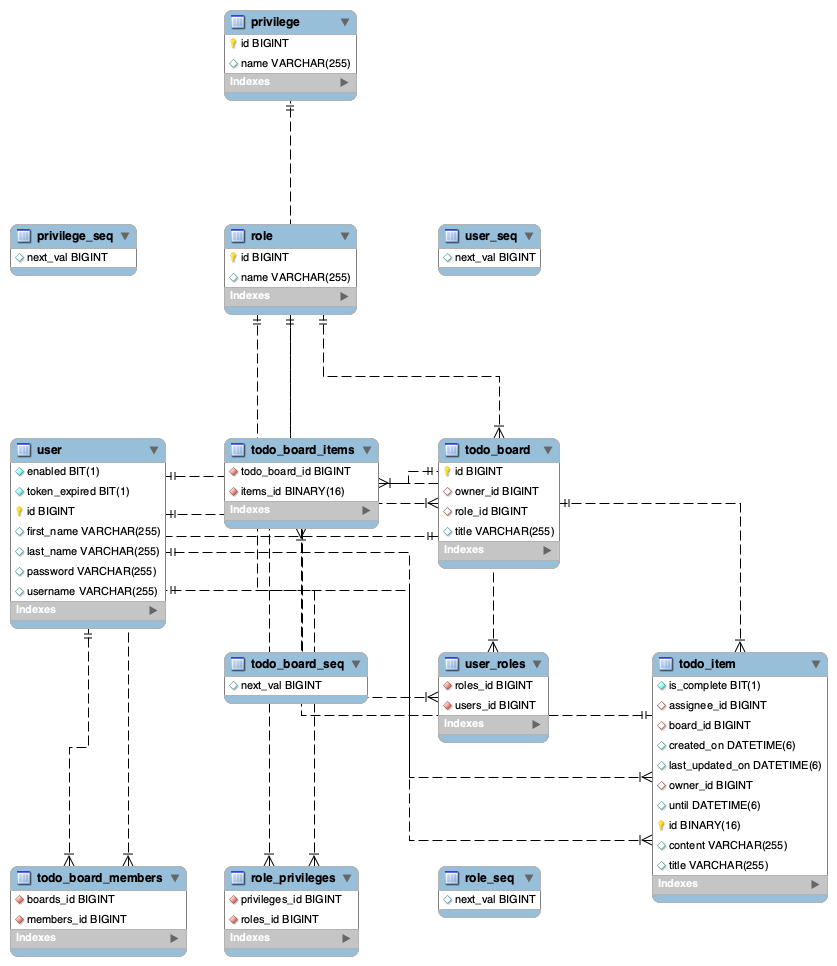 privilege
id BIGINT
name VARCHAR(255)
Indexes
privilege_seq
next_val BIGINT
role
id BIGINT
name VARCHAR(255)
Indexes
user_seq
next_val BIGINT
user
enabled BIT(1)
token_expired BIT(1)
id BIGINT
first_name VARCHAR(255)
last_name VARCHAR(255)
password VARCHAR(255)
username VARCHAR(255)
Indexes
todo_board_items
todo_board_id BIGINT
items_id BINARY(16)
Indexes
todo_board
id BIGINT
owner_id BIGINT
role_id BIGINT
title VARCHAR(255)
Indexes
todo_board_seq
next_val BIGINT
user_roles
roles_id BIGINT
users_id BIGINT
Indexes
todo_item
is_complete BIT(1)
assignee_id BIGINT
board_id BIGINT
created_on DATETIME(6)
last_updated_on DATETIME(6)
owner_id BIGINT
until DATETIME(6)
id BINARY(16)
content VARCHAR(255)
title VARCHAR(255)
Indexes
todo_board_members
boards_id BIGINT
members_id BIGINT
Indexes
role_privileges
privileges_id BIGINT
roles_id BIGINT
Indexes
role_seq
next_val BIGINT